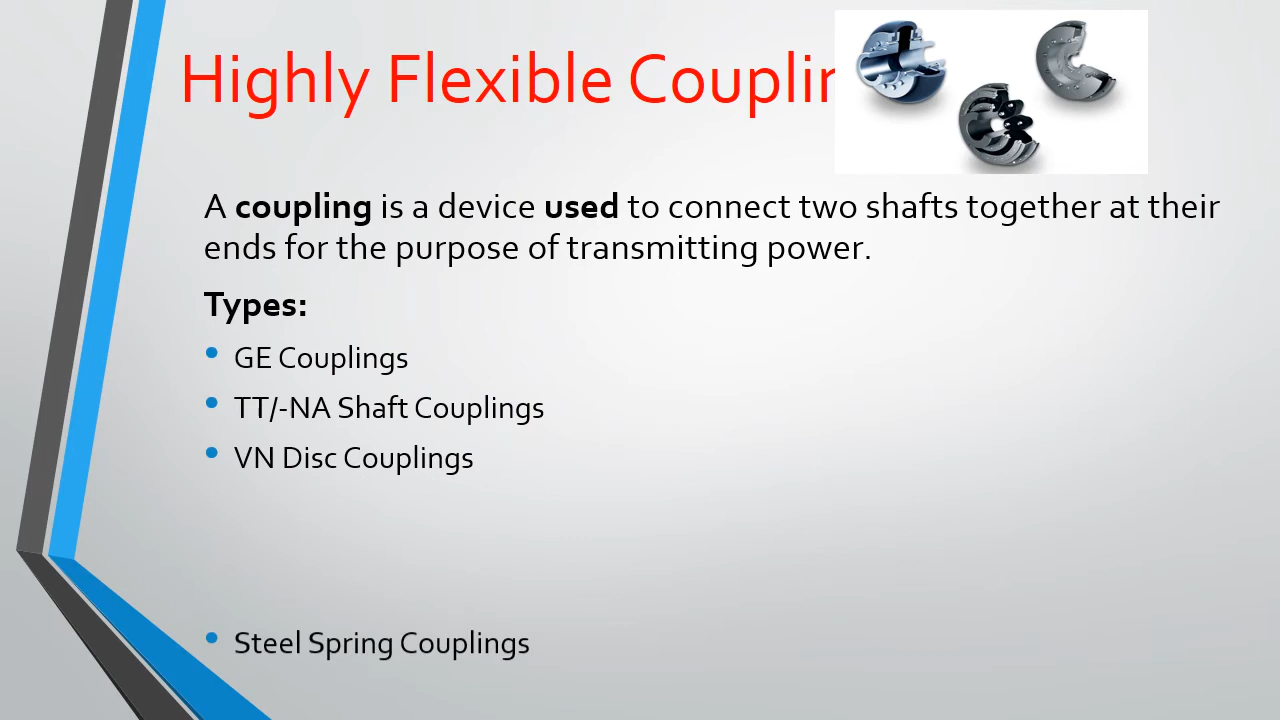 Highly Flexible Couplin
A coupling is a device used to connect two shafts together at their
ends for the purpose of transmitting power.
Types:
GE Couplings
TT/-NA Shaft Couplings
VN Disc Couplings
Steel Spring Couplings